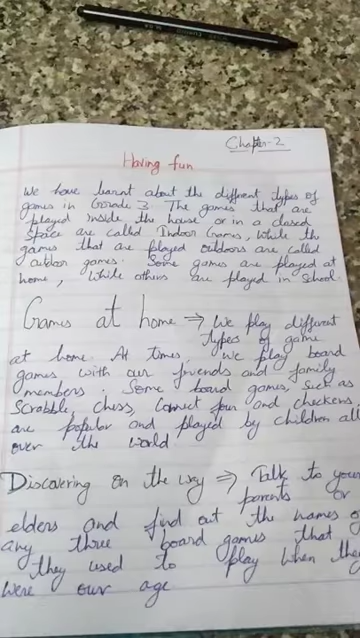 Chapter-2
Having fun
We have learnt about the different types of
games in Grade 3. The games that are
played inside the house or in a closed
space are called Indoor Games, while the
games that are played outdoors are called
outdoor games. Some games are played at
home, while others are played in School.
Games at home ⇒ We play different
types of game
at home. At times, we play board
games with our friends and family
members. Some board games, such as
Scrabble, Chess, Connect four and checkers,
are popular and played by children all
over the world.
Discovering on the way ⇒ Talk to your
parents or
elders and find out the names of
any three board games that
they used to play when they
were our age